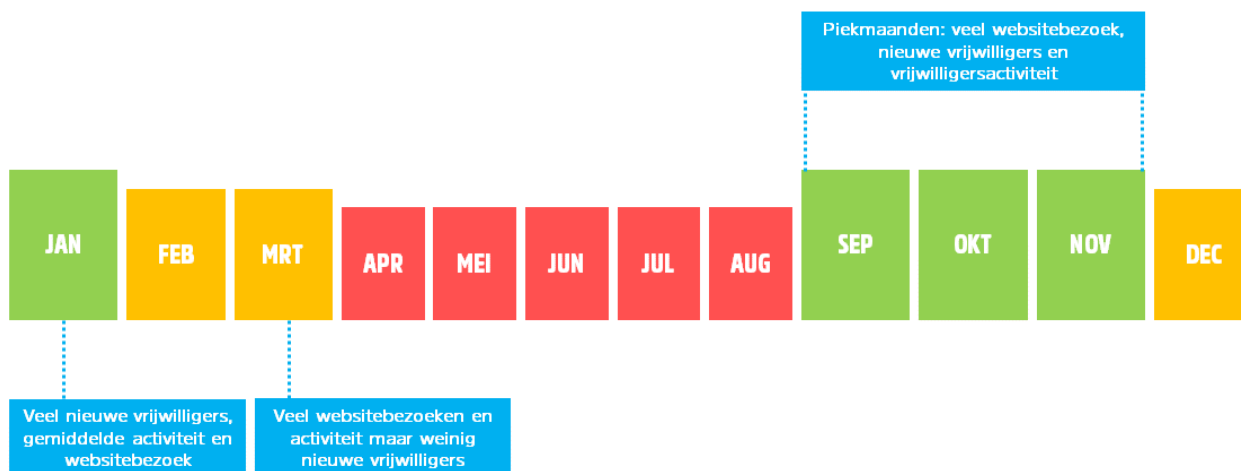 Piekmaanden: veel websitebezoek,
nieuwe vrijwilligers en
vrijwilligersactiviteit
JAN
FEB
MRT
APR
MEI
JUN
JUL
AUG
SEP
OKT
NOV
DEC
Veel nieuwe vrijwilligers,
gemiddelde activiteit en
websitebezoek
Veel websitebezoeken en
activiteit maar weinig
nieuwe vrijwilligers